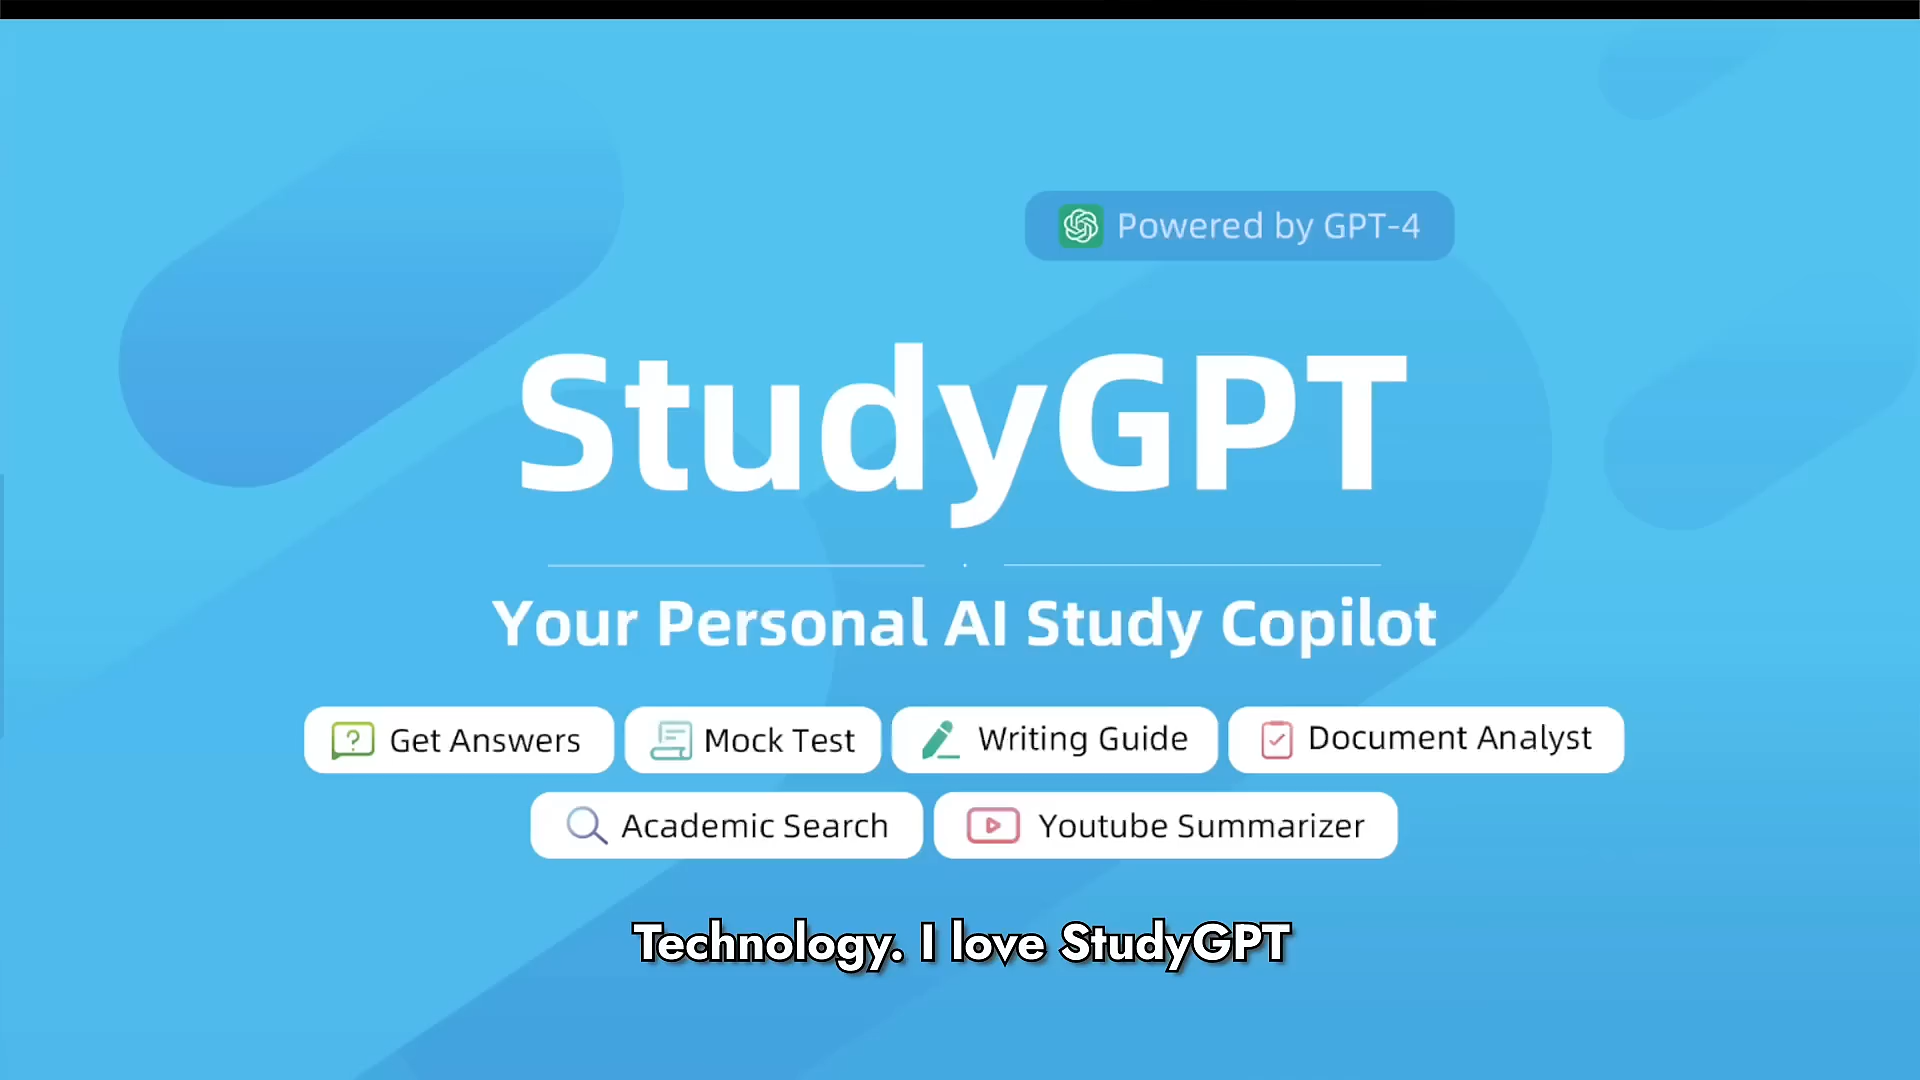 Powered by GPT-4
StudyGPT
Your Personal AI Study Copilot
Get Answers
Mock Test
Writing Guide
Document Analyst
Academic Search
Youtube Summarizer
Technology. I love StudyGPT